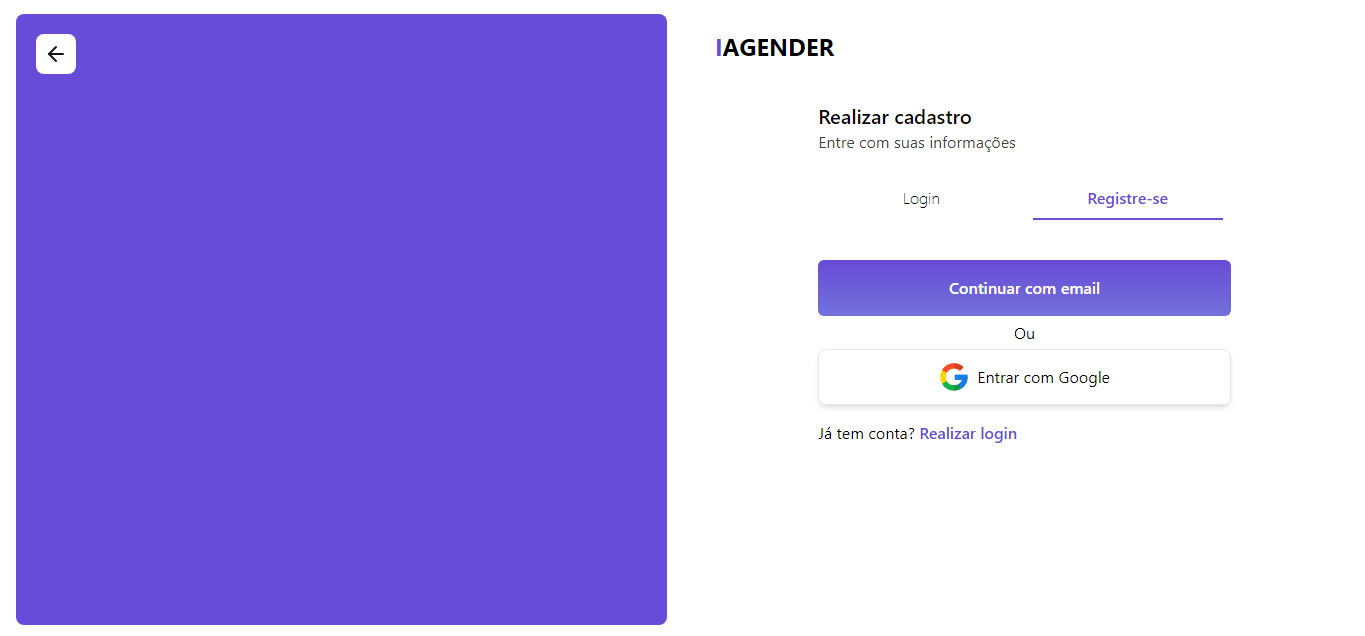 IAGENDER
Realizar cadastro
Entre com suas informações
Login
Registre-se
Continuar com email
Ou
Entrar com Google
Já tem conta? Realizar login